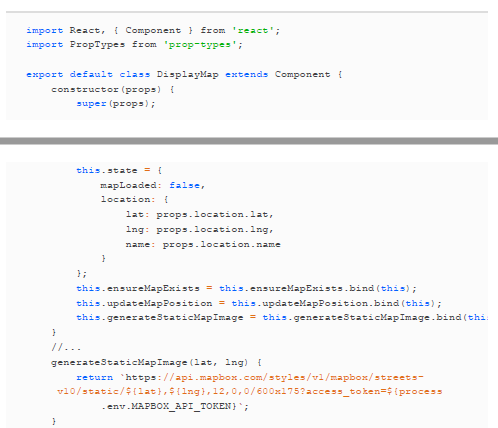 import React, { Component } from 'react';
import PropTypes from 'prop-types';
export default class DisplayMap extends Component {
constructor(props) {
super(props);
this.state = {
mapLoaded: false,
location: {
lat: props.location.lat,
lng: props.location.lng,
name: props.location.name
}
};
this.ensureMapExists = this.ensureMapExists.bind(this);
this.updateMapPosition = this.updateMapPosition.bind(this);
this.generateStaticMapImage = this.generateStaticMapImage.bind(this
}
//...
generateStaticMapImage(lat, lng) {
return `https://api.mapbox.com/styles/v1/mapbox/streets-
v10/static/${lat},${lng},12,0,0/600x175?access_token=${process
.env.MAPBOX_API_TOKEN}`;
}